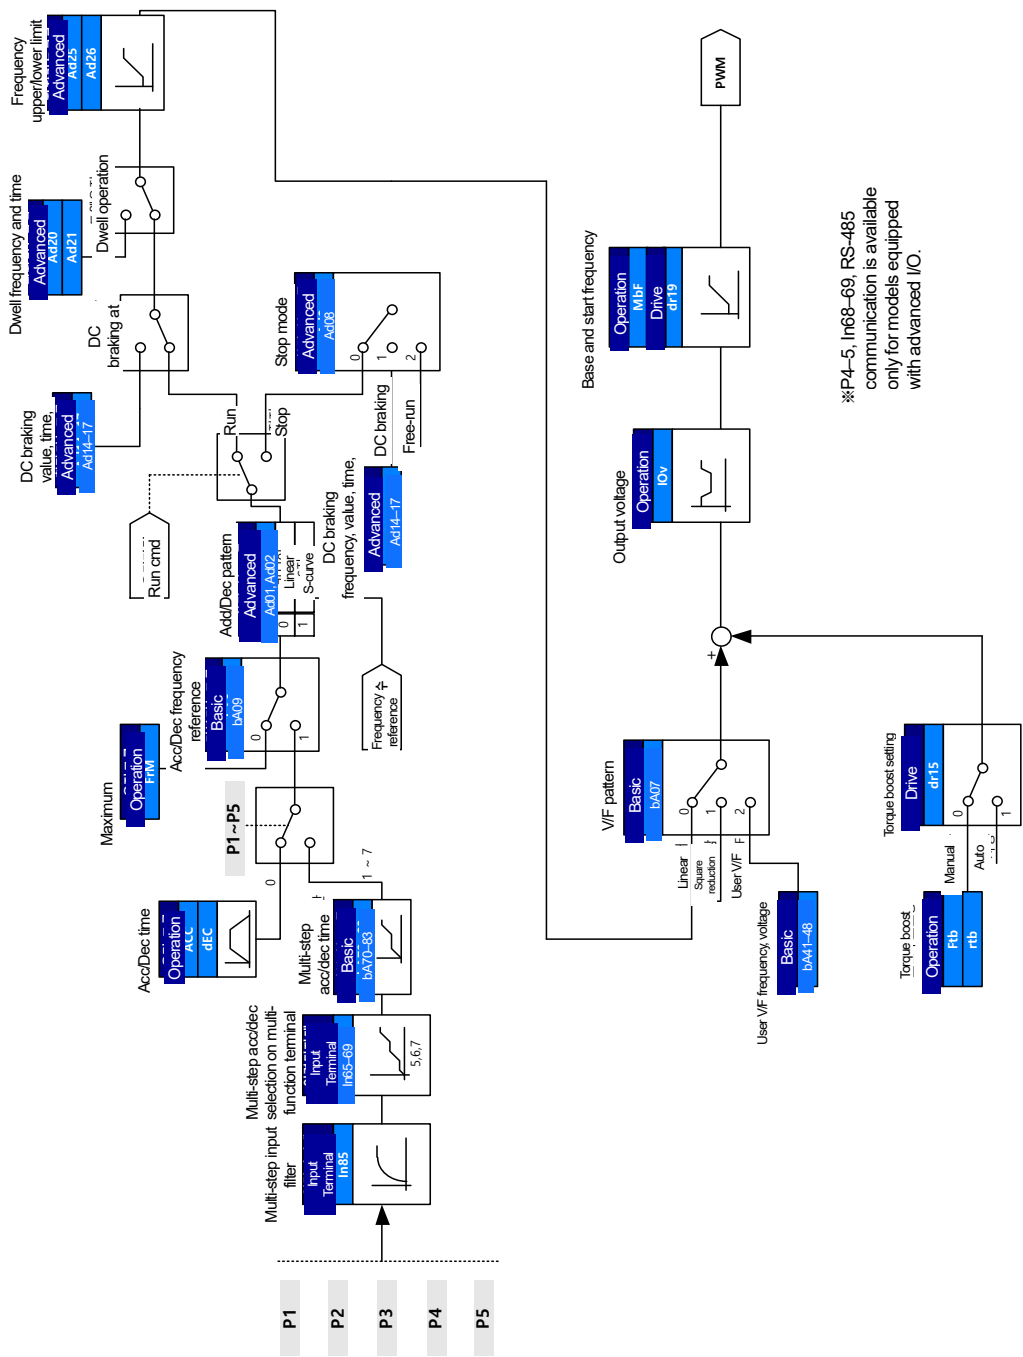 P1
P2
P3
P4
P5
Multi-step input
filter
Input
Terminal
In85
Multi-step acc/dec
selection on multi-
function terminal
Input
Terminal
In65–69
5,6,7
Multi-step
acc/dec time
Basic
bA70–83
1 ~ 7
Acc/Dec time
Operation
ACC
dEC
0
P1 ~ P5
Maximum
Operation
FrM
Acc/Dec frequency
reference
Basic
bA09
0
1
Frequency 수
reference
Add/Dec pattern
Advanced
Ad01, Ad02
0
Linear
1
S-curve
Run cmd
Run
Stop
DC braking
frequency, value, time,
Advanced
Ad14–17
Stop mode
Advanced
Ad08
0
1
2
DC braking
Free-run
DC braking
value, time,
Advanced
Ad14–17
DC
braking at
Dwell frequency and time
Advanced
Ad20
Ad21
Dwell operation
Frequency
upper/lower limit
Advanced
Ad25
Ad26
User V/F frequency, voltage
Basic
bA41–48
V/F pattern
Basic
bA07
0
1
2
Linear
Square
reduction
User V/F
Torque boost
Operation
Ftb
rtb
Torque boost setting
Drive
dr15
0
1
Manual
Auto
+
Output voltage
Operation
IOv
Base and start frequency
Operation
MbF
Drive
dr19
PWM
※P4–5, In68–69, RS-485
communication is available
only for models equipped
with advanced I/O.